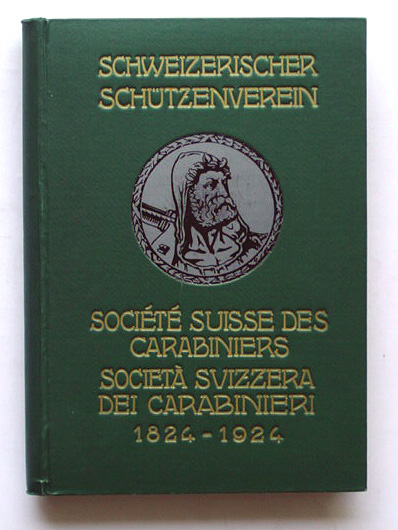 SCHWEIZERISCHER
SCHÜTZENVEREIN
SOCIÉTÉ SUISSE DES
CARABINIERS
SOCIETÀ SVIZZERA
DEI CARABINIERI
1824-1924